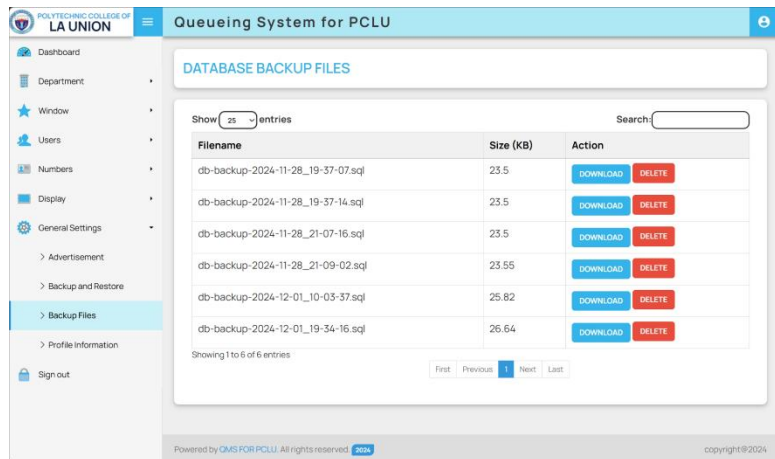 POLYTECHNIC COLLEGE OF
LA UNION
Queueing System for PCLU
Dashboard
Department
Window
Users
Numbers
Display
General Settings
> Advertisement
> Backup and Restore
> Backup Files
> Profile Information
Sign out
DATABASE BACKUP FILES
Show 25 entries
Search:
Filename Size (KB) Action
db-backup-2024-11-28_19-37-07.sql 23.5 DOWNLOAD DELETE
db-backup-2024-11-28_19-37-14.sql 23.5 DOWNLOAD DELETE
db-backup-2024-11-28_21-07-16.sql 23.5 DOWNLOAD DELETE
db-backup-2024-11-28_21-09-02.sql 23.55 DOWNLOAD DELETE
db-backup-2024-12-01_10-03-37.sql 25.82 DOWNLOAD DELETE
db-backup-2024-12-01_19-34-16.sql 26.64 DOWNLOAD DELETE
Showing 1 to 6 of 6 entries
First Previous 1 Next Last
Powered by QMS FOR PCLU. All rights reserved. 2024
copyright@2024